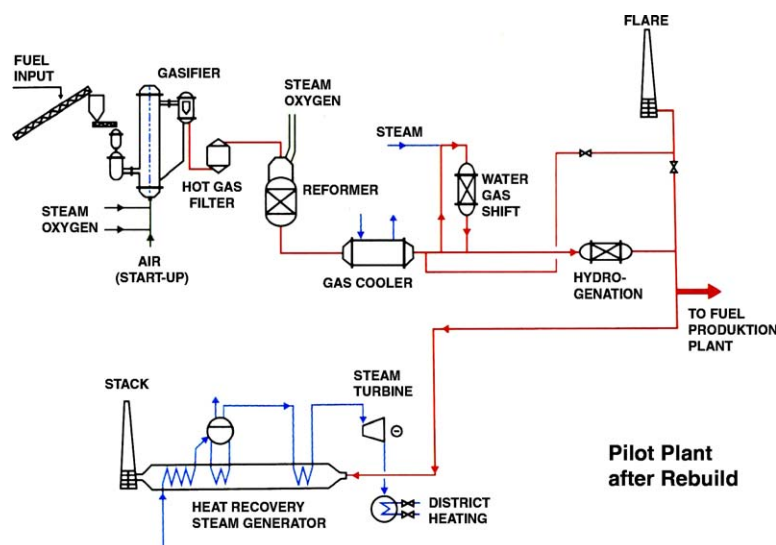 FUEL
INPUT
GASIFIER
STEAM
OXYGEN
FLARE
STEAM
HOT GAS
FILTER
REFORMER
WATER
GAS
SHIFT
STEAM
OXYGEN
AIR
(START-UP)
GAS COOLER
HYDRO-
GENATION
TO FUEL
PRODUKTION
PLANT
STACK
STEAM
TURBINE
HEAT RECOVERY
STEAM GENERATOR
DISTRICT
HEATING
Pilot Plant
after Rebuild